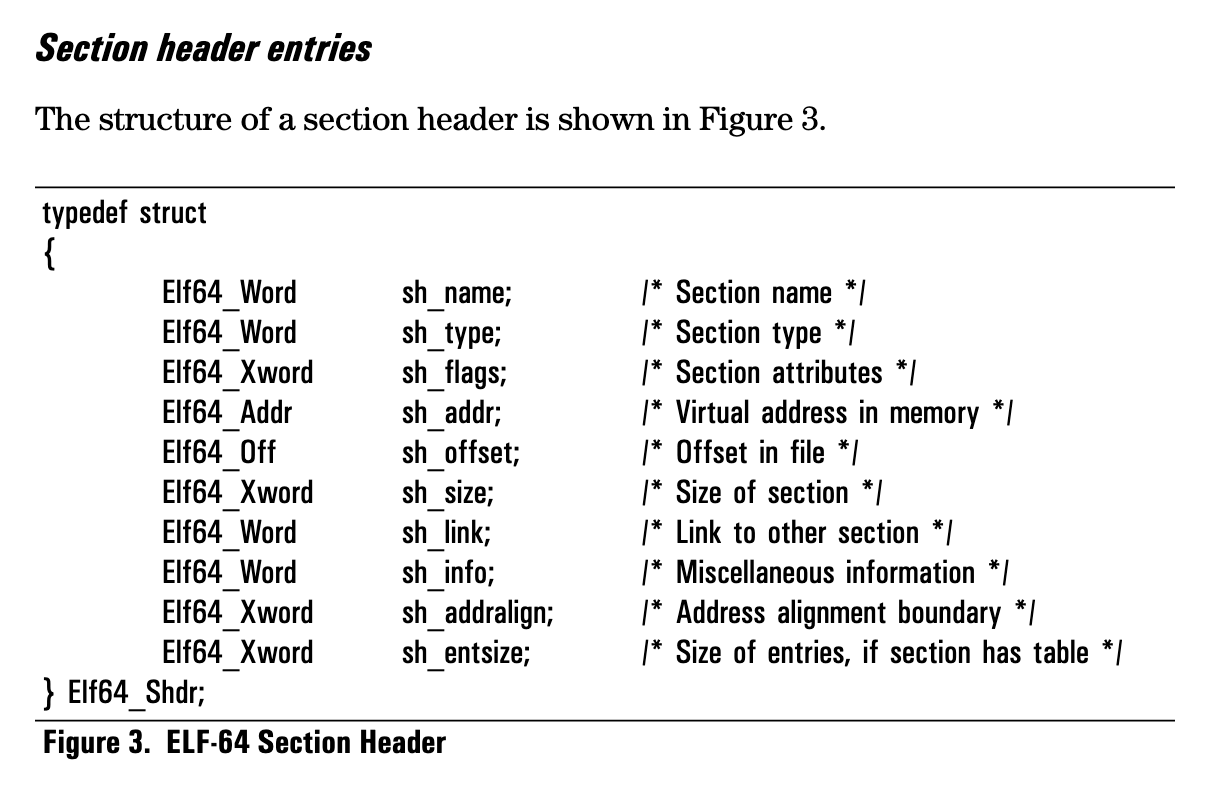 Section header entries
The structure of a section header is shown in Figure 3.
typedef struct
{
Elf64_Word sh_name; /* Section name */
Elf64_Word sh_type; /* Section type */
Elf64_Xword sh_flags; /* Section attributes */
Elf64_Addr sh_addr; /* Virtual address in memory */
Elf64_Off sh_offset; /* Offset in file */
Elf64_Xword sh_size; /* Size of section */
Elf64_Word sh_link; /* Link to other section */
Elf64_Word sh_info; /* Miscellaneous information */
Elf64_Xword sh_addralign; /* Address alignment boundary */
Elf64_Xword sh_entsize; /* Size of entries, if section has table */
} Elf64_Shdr;
Figure 3. ELF-64 Section Header